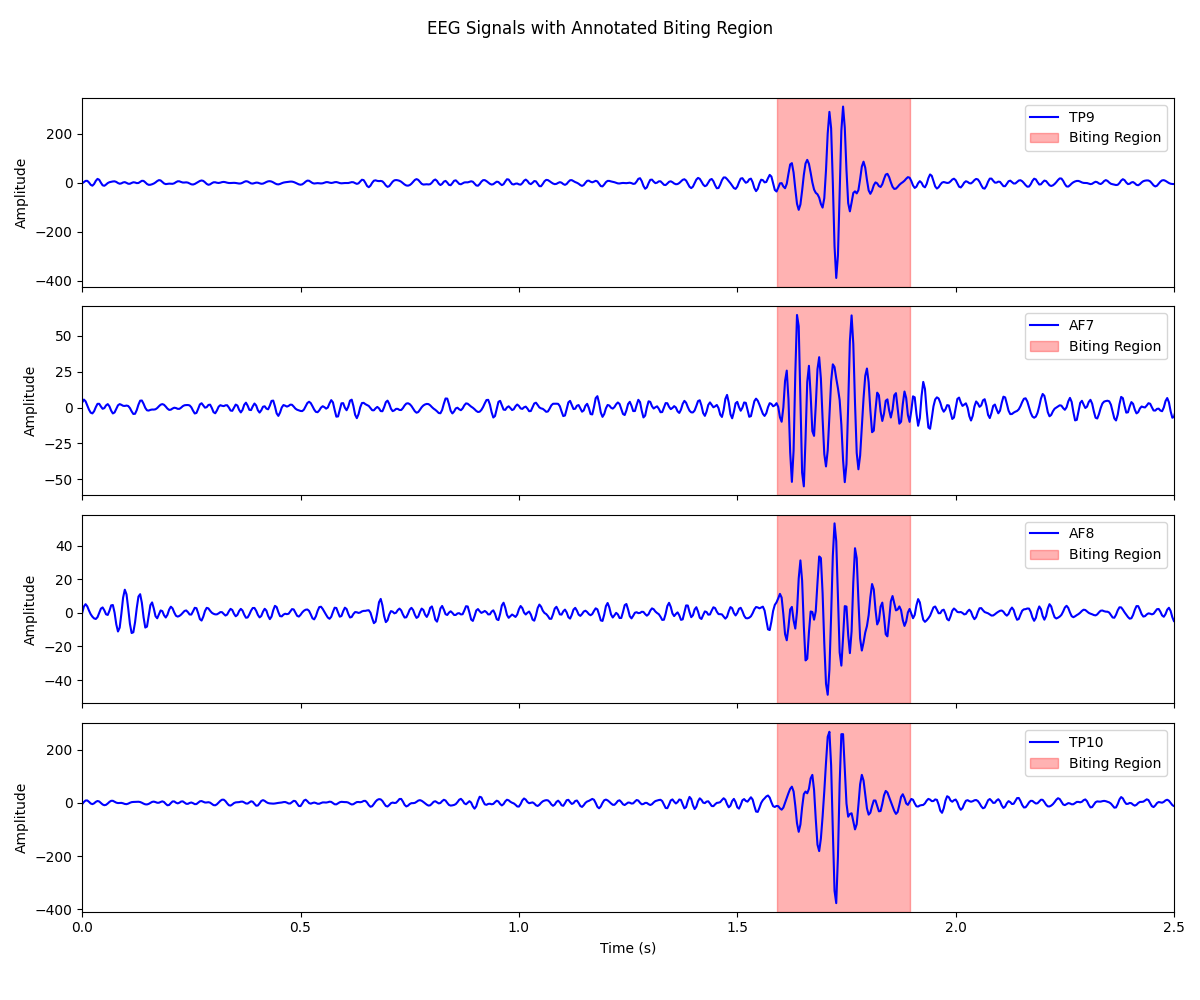 EEG Signals with Annotated Biting Region
TP9
Biting Region
Amplitude
200
0
−200
−400
AF7
Biting Region
Amplitude
50
25
0
−25
−50
AF8
Biting Region
Amplitude
40
20
0
−20
−40
TP10
Biting Region
Amplitude
200
0
−200
−400
0.0 0.5 1.0 1.5 2.0 2.5
Time (s)